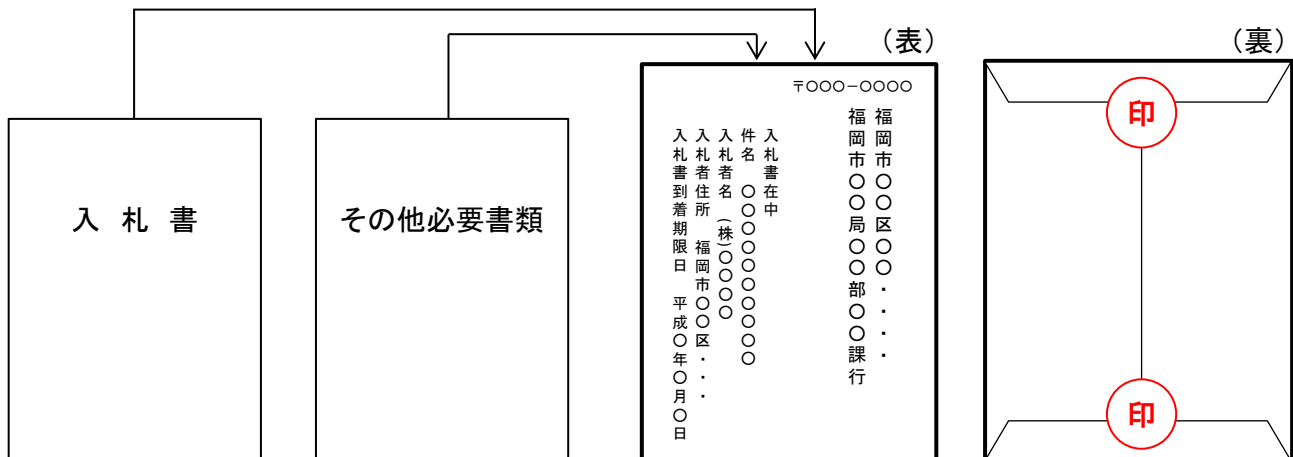 (表)
(裏)
入 札 書
その他必要書類
〒○○○-○○○○
福岡市○○区○○・・・・
福岡市○○局○○部○○課行
入札書在中
件名 ○○○○○○○○○○
入札者名 (株)○○○○
入札者住所 福岡市○○区・・・
入札書到着期限日 平成○年○月○日
印
印